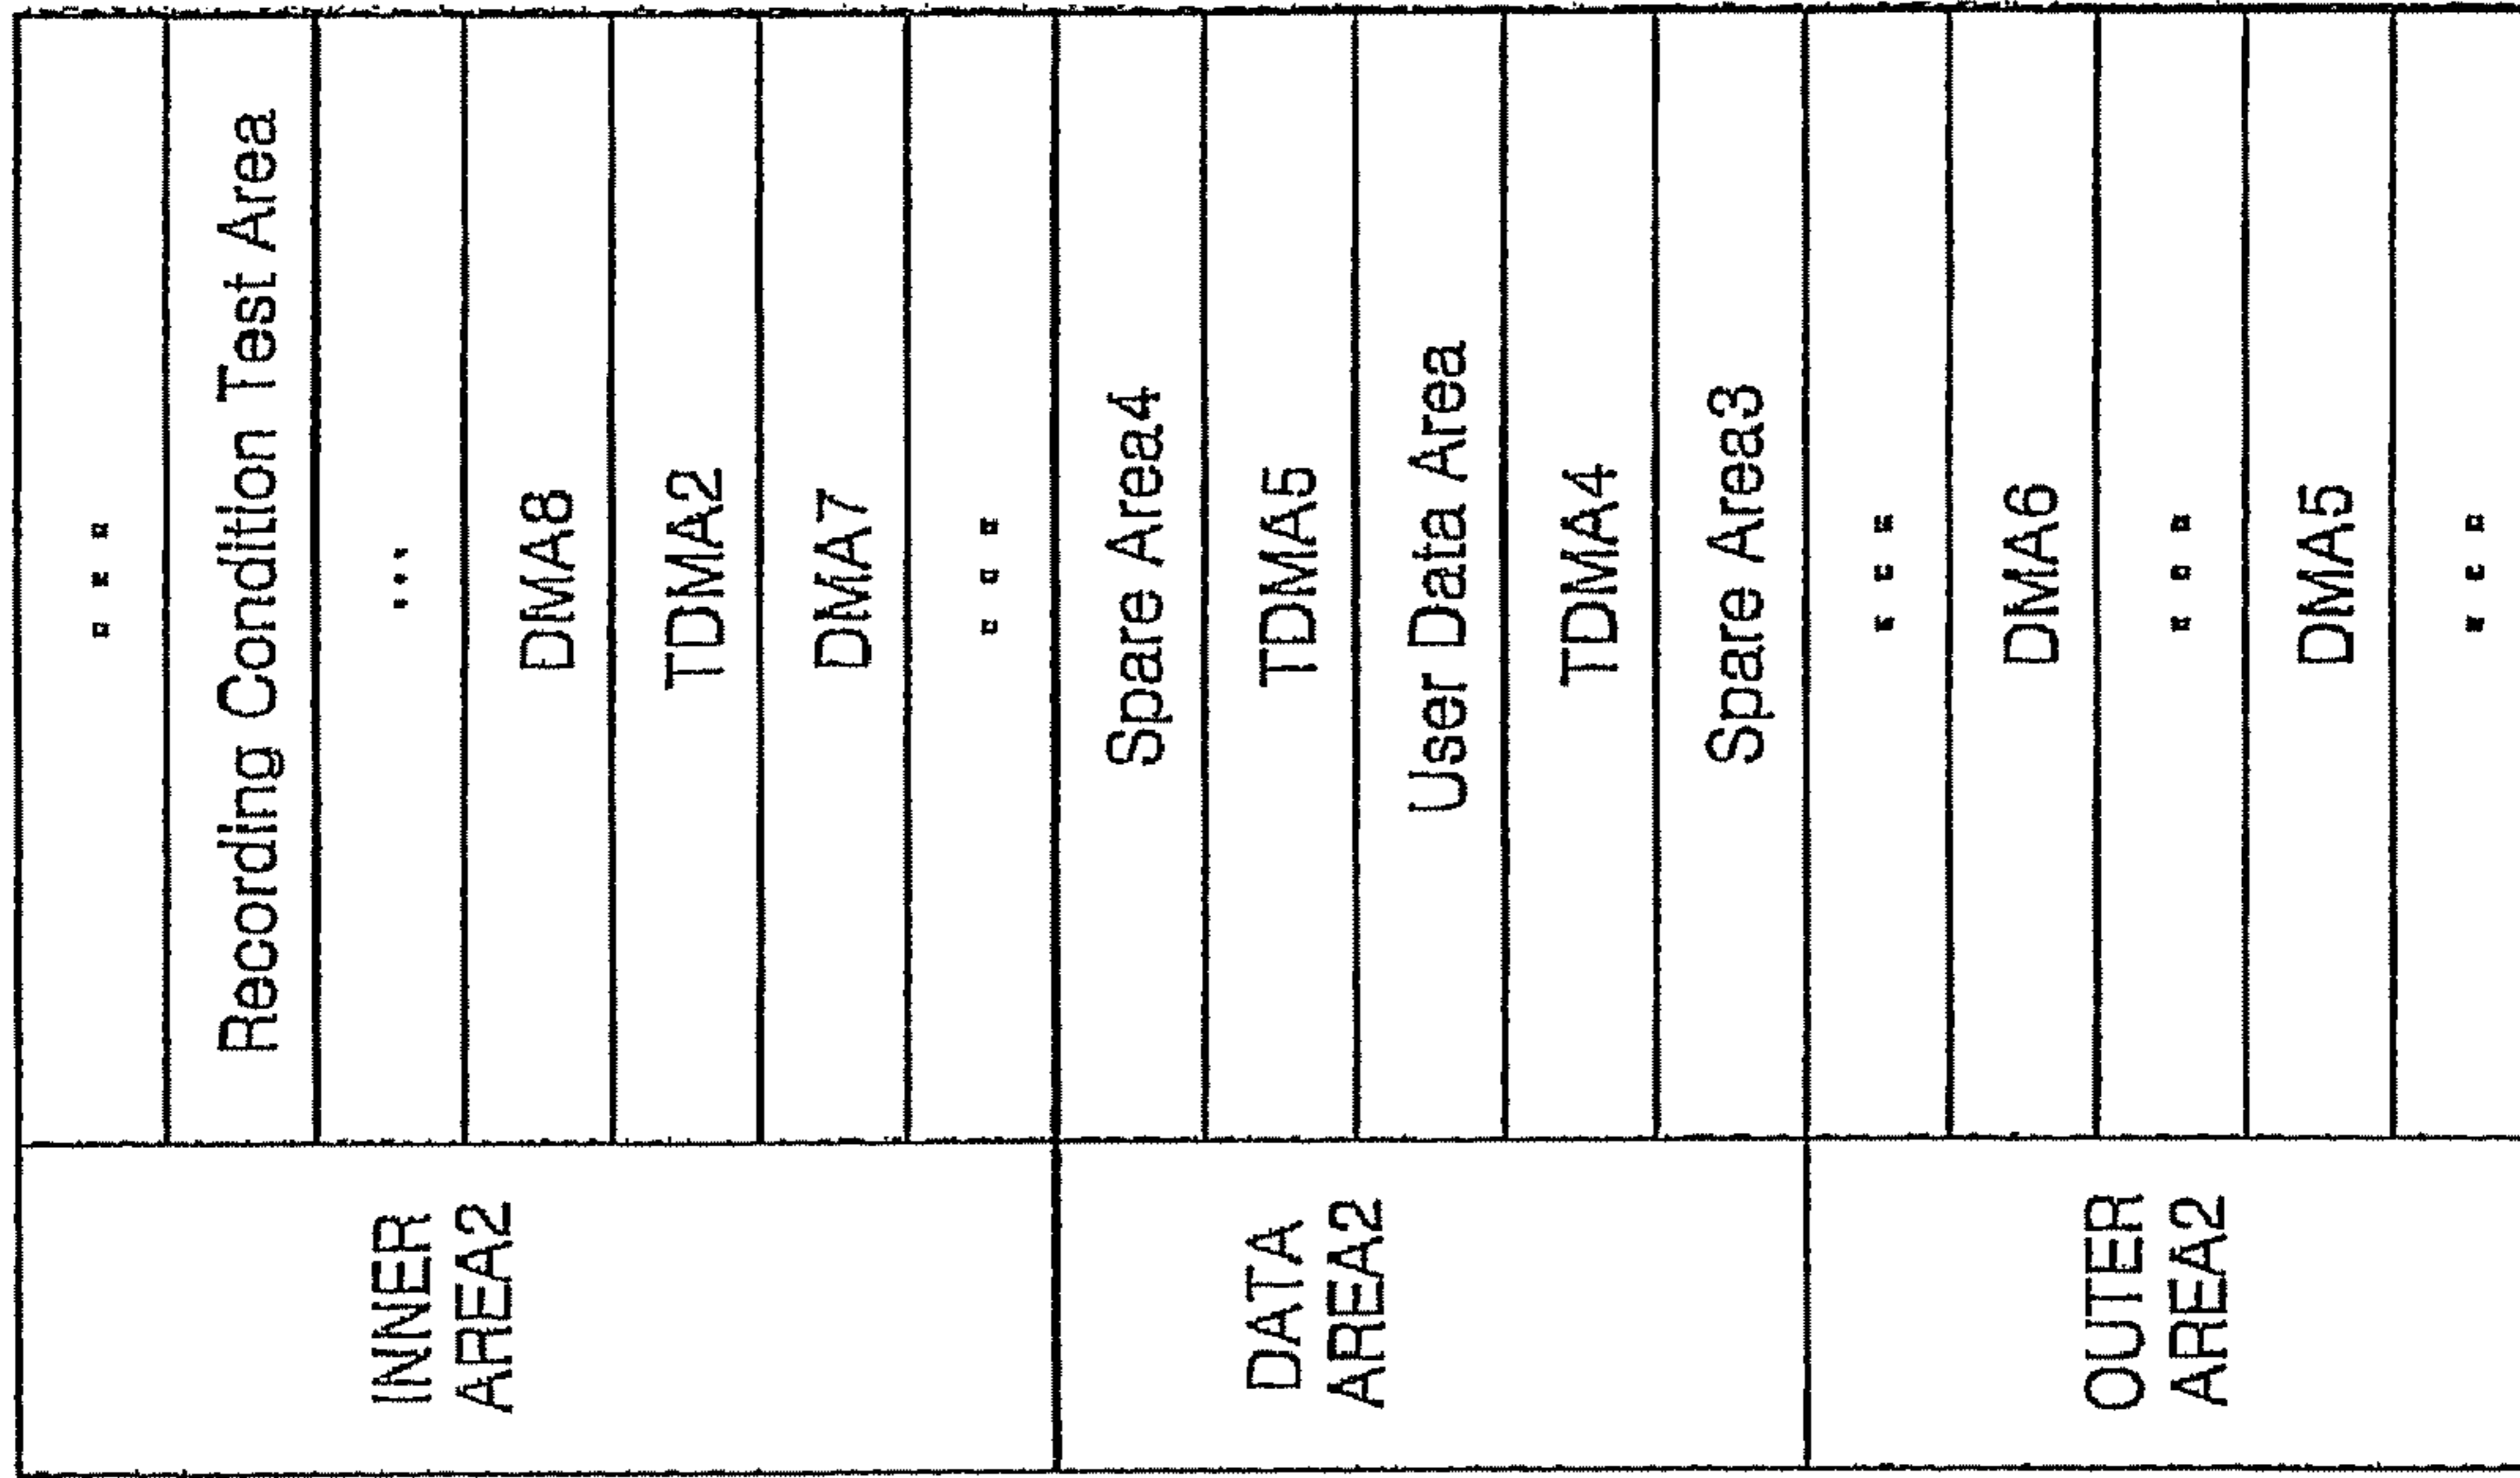 INNER
AREA2
. . .
Recording Condition Test Area
. . .
DMA8
TDMA2
DMA7
. . .
DATA
AREA2
Spare Area4
TDMA5
User Data Area
TDMA4
Spare Area3
OUTER
AREA2
. . .
DMA6
. . .
DMA5
. . .